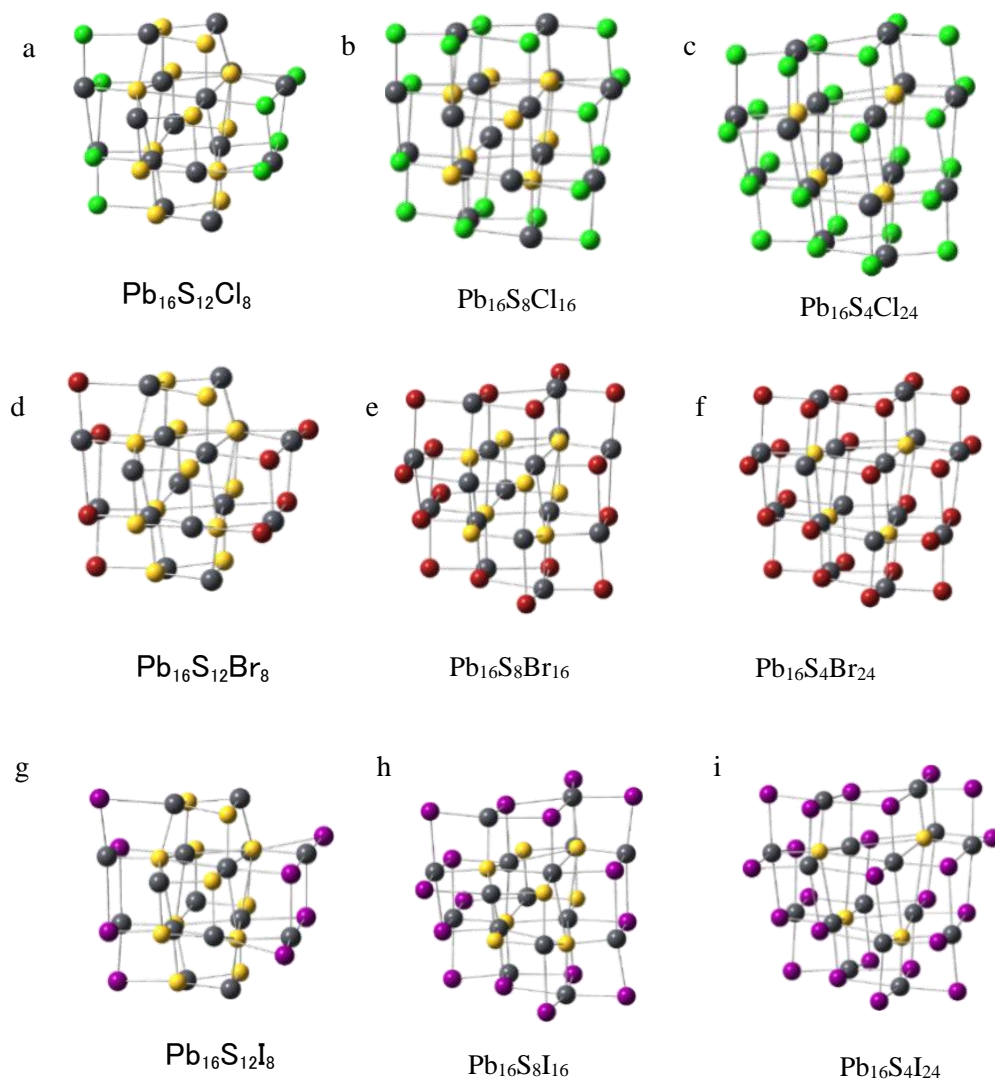 a b c
Pb₁₆S₁₂Cl₈ Pb₁₆S₈Cl₁₆ Pb₁₆S₄Cl₂₄
d e f
Pb₁₆S₁₂Br₈ Pb₁₆S₈Br₁₆ Pb₁₆S₄Br₂₄
g h i
Pb₁₆S₁₂I₈ Pb₁₆S₈I₁₆ Pb₁₆S₄I₂₄